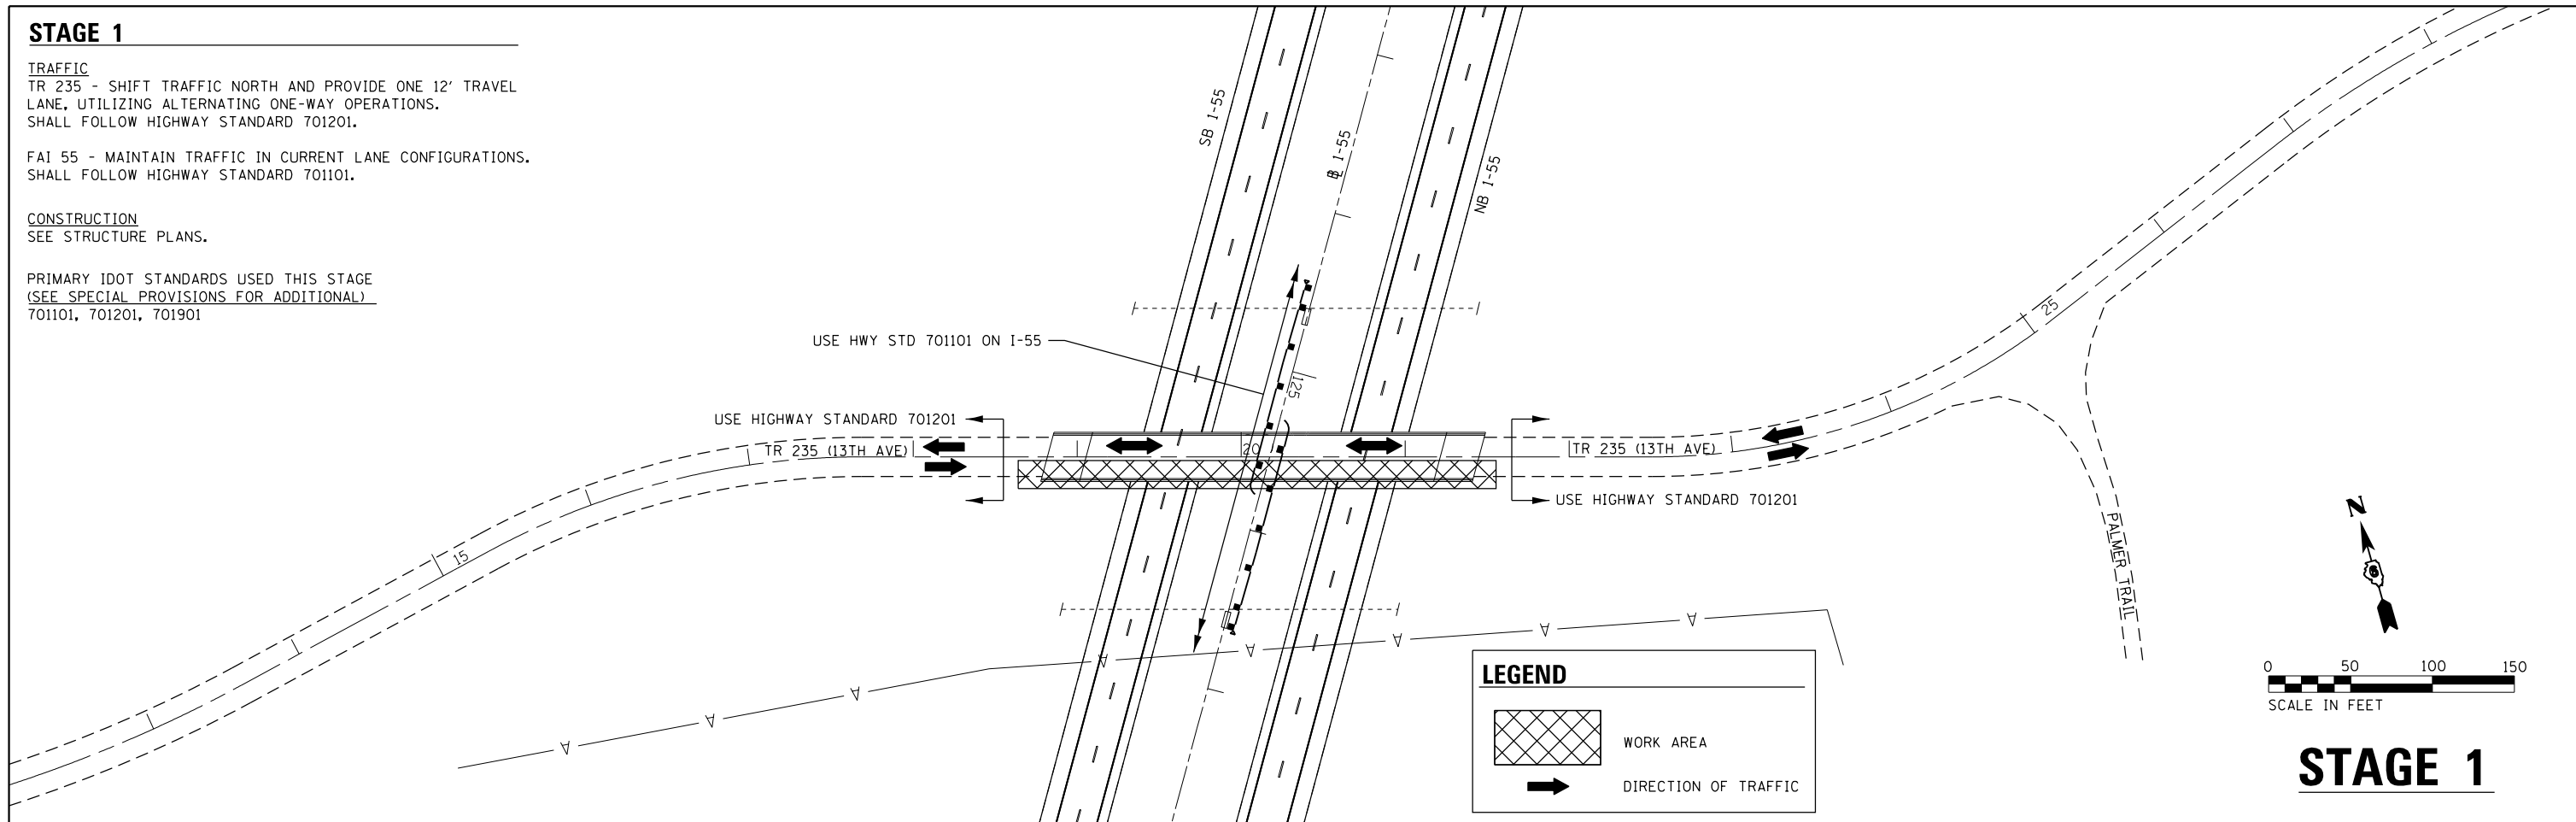 STAGE 1
TRAFFIC
TR 235 - SHIFT TRAFFIC NORTH AND PROVIDE ONE 12' TRAVEL
LANE, UTILIZING ALTERNATING ONE-WAY OPERATIONS.
SHALL FOLLOW HIGHWAY STANDARD 701201.
FAI 55 - MAINTAIN TRAFFIC IN CURRENT LANE CONFIGURATIONS.
SHALL FOLLOW HIGHWAY STANDARD 701101.
CONSTRUCTION
SEE STRUCTURE PLANS.
PRIMARY IDOT STANDARDS USED THIS STAGE
(SEE SPECIAL PROVISIONS FOR ADDITIONAL)
701101, 701201, 701901
SB I-55
I-55
NB I-55
USE HWY STD 701101 ON I-55
125
25
USE HIGHWAY STANDARD 701201
TR 235 (13TH AVE)
20
TR 235 (13TH AVE)
USE HIGHWAY STANDARD 701201
15
PALMER TRAIL
N
A
A
A
A
A
A
A
A
LEGEND
WORK AREA
DIRECTION OF TRAFFIC
0 50 100 150
SCALE IN FEET
STAGE 1